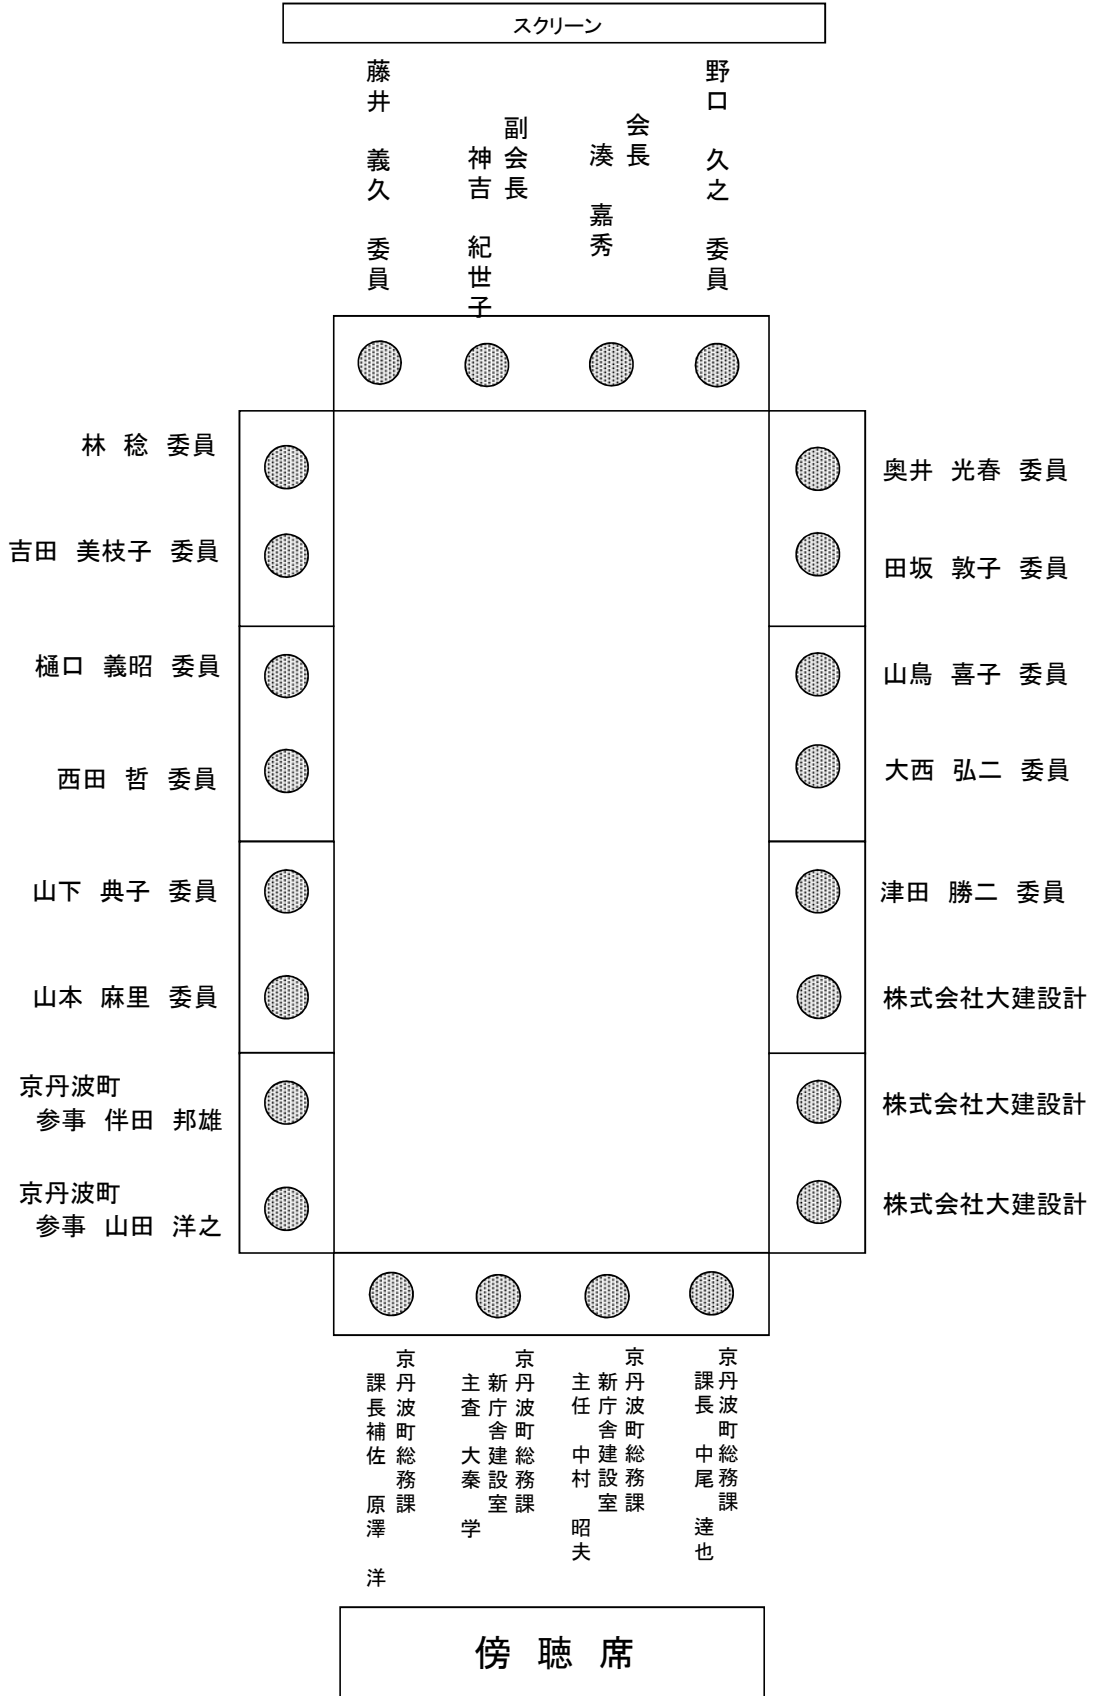 スクリーン
野口 久之 委員
会長
湊 嘉秀
副会長
神吉 紀世子
藤井 義久 委員
林 稔 委員
吉田 美枝子 委員
樋口 義昭 委員
西田 哲 委員
山下 典子 委員
山本 麻里 委員
京丹波町
参事 伴田 邦雄
京丹波町
参事 山田 洋之
奥井 光春 委員
田坂 敦子 委員
山鳥 喜子 委員
大西 弘二 委員
津田 勝二 委員
株式会社大建設計
株式会社大建設計
株式会社大建設計
京丹波町総務課
課長 中尾 達也
京丹波町総務課
新庁舎建設室
主任 中村 昭夫
京丹波町総務課
新庁舎建設室
主査 大秦 学
京丹波町総務課
課長補佐 原澤 洋
傍聴席